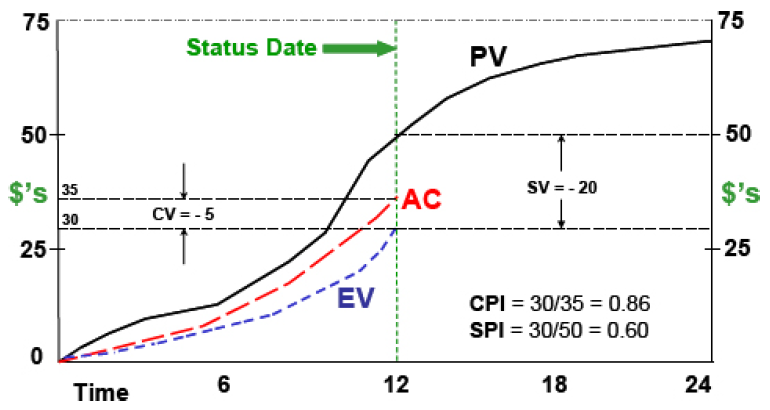 75
75
Status Date
PV
50
50
$'s
35
CV = - 5
AC
SV = - 20
$'s
30
25
25
EV
CPI = 30/35 = 0.86
SPI = 30/50 = 0.60
0
Time
6
12
18
24